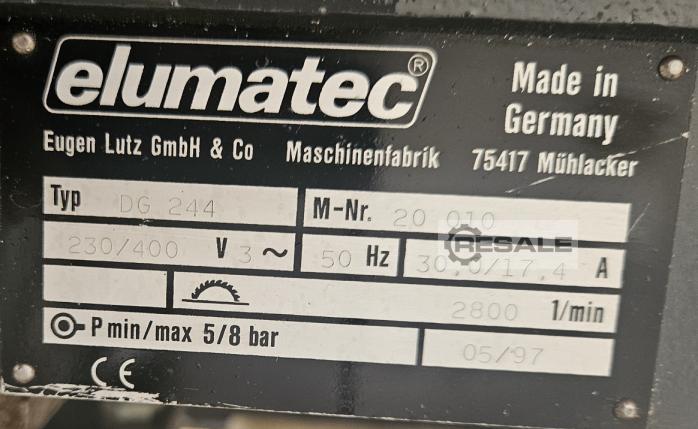 elumatec®
Made in
Germany
Eugen Lutz GmbH & Co Maschinenfabrik 75417 Mühlacker
Typ DG 244 M-Nr. 20 010
230/400 V 3 ~ 50 Hz 30.0/17.4 A
RESALE
2800 1/min
P min/max 5/8 bar
05/97
CE